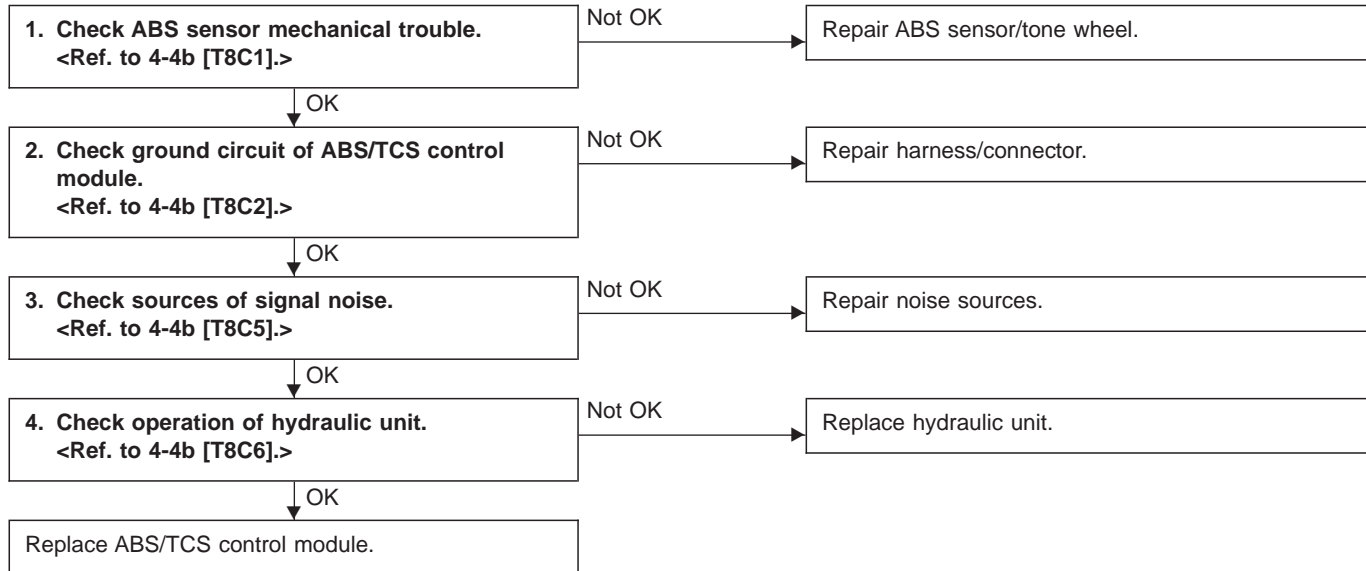 1. Check ABS sensor mechanical trouble.
<Ref. to 4-4b [T8C1].>
Not OK
Repair ABS sensor/tone wheel.
OK
2. Check ground circuit of ABS/TCS control
module.
<Ref. to 4-4b [T8C2].>
Not OK
Repair harness/connector.
OK
3. Check sources of signal noise.
<Ref. to 4-4b [T8C5].>
Not OK
Repair noise sources.
OK
4. Check operation of hydraulic unit.
<Ref. to 4-4b [T8C6].>
Not OK
Replace hydraulic unit.
OK
Replace ABS/TCS control module.